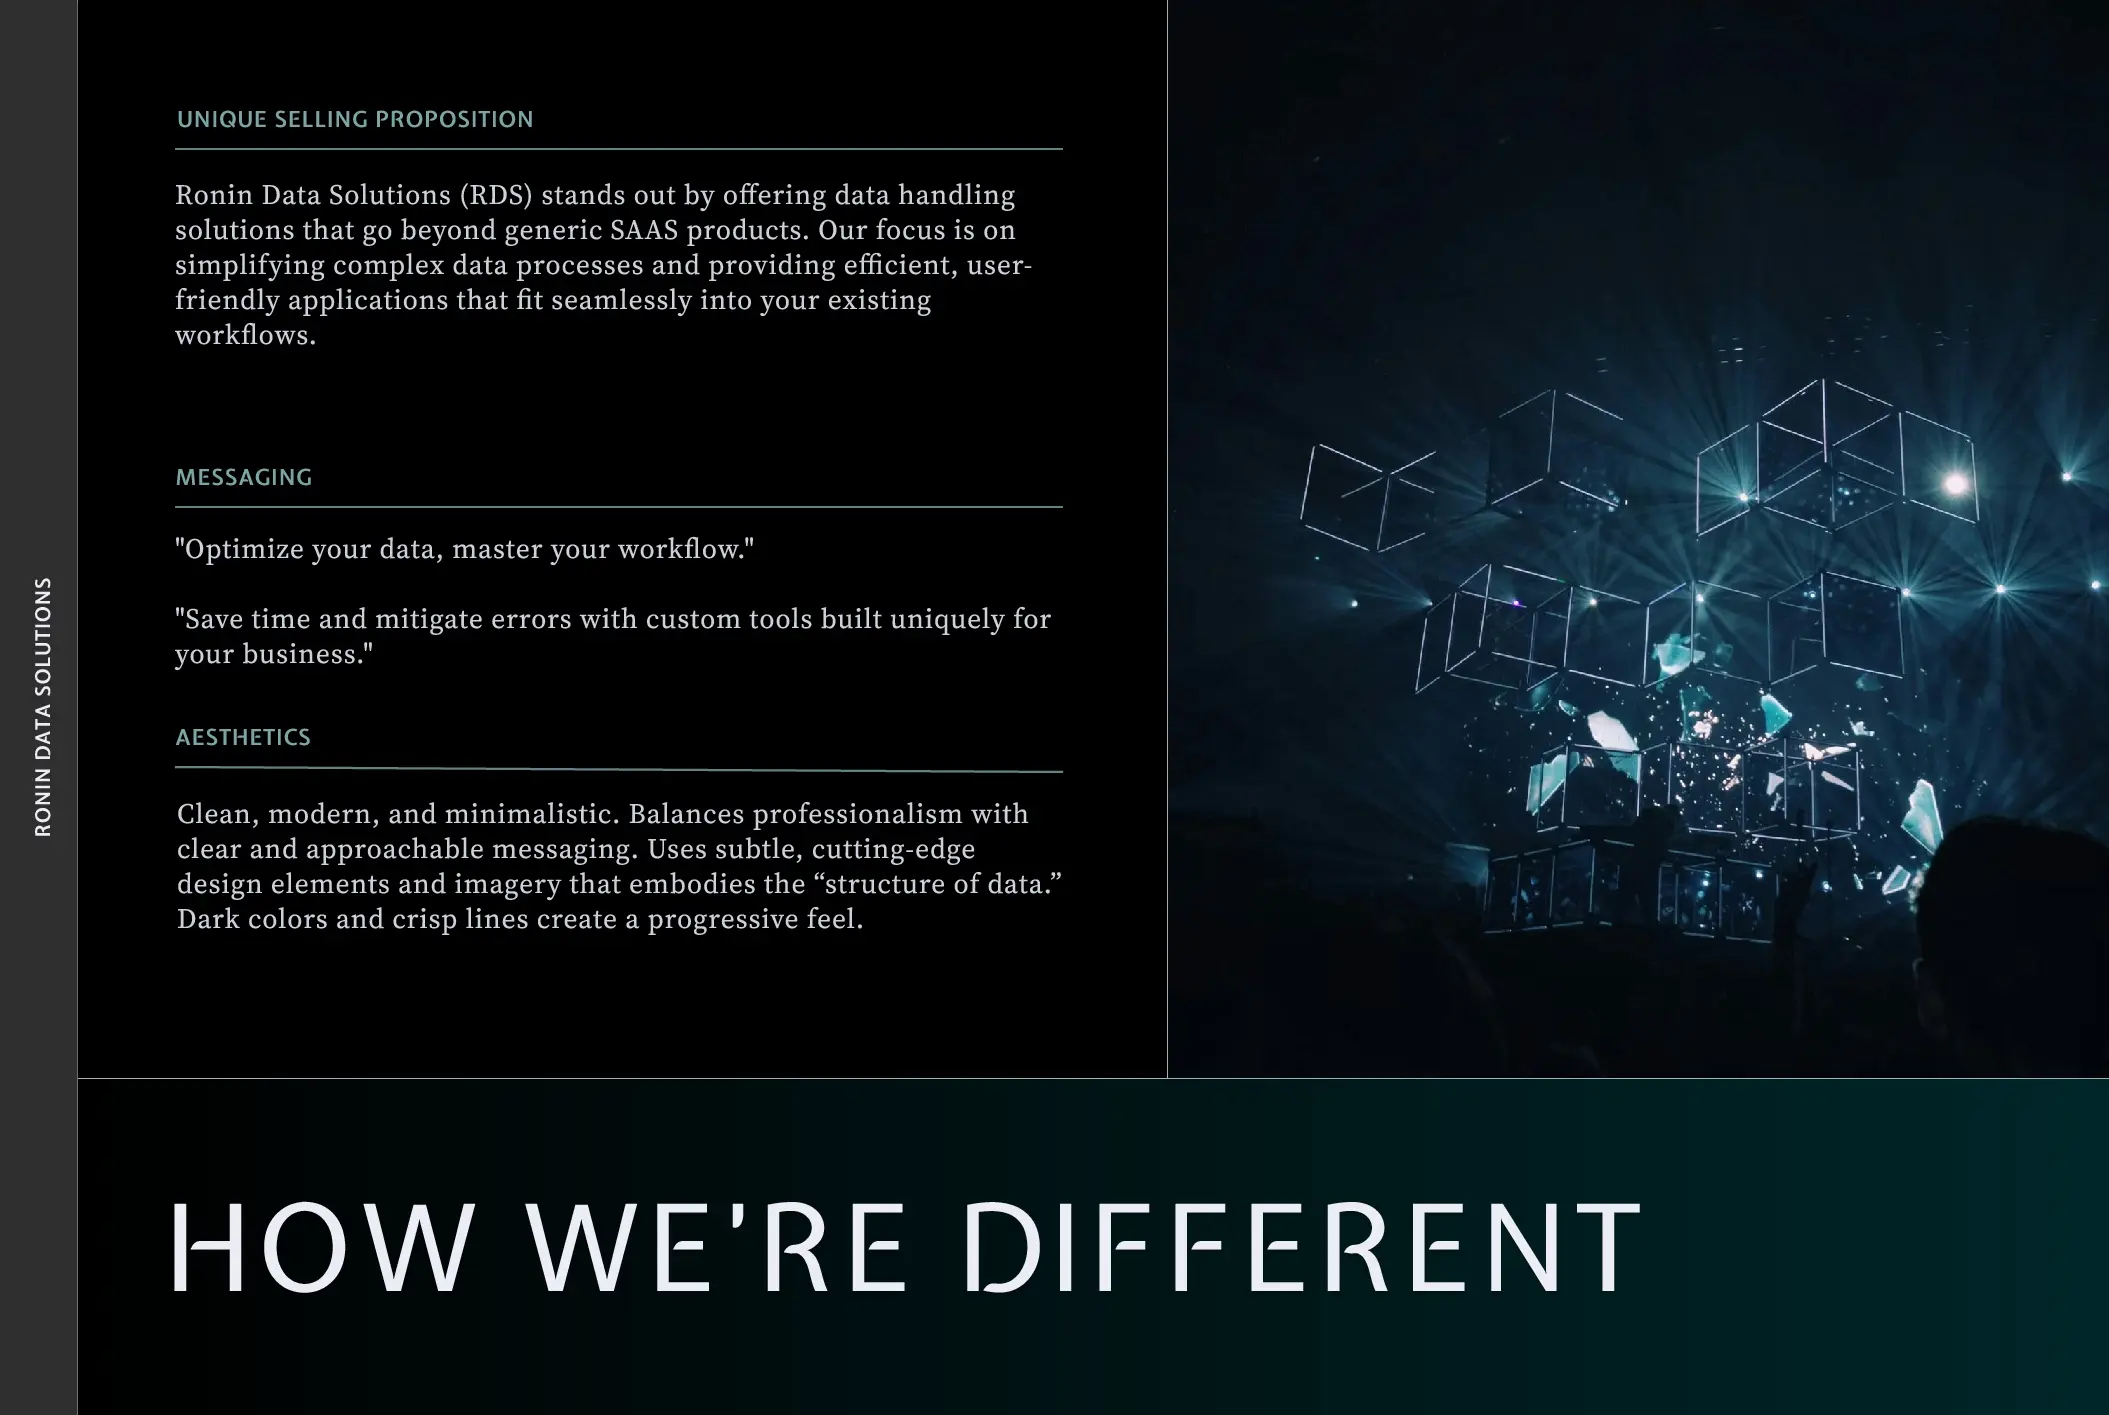 UNIQUE SELLING PROPOSITION
Ronin Data Solutions (RDS) stands out by offering data handling
solutions that go beyond generic SAAS products. Our focus is on
simplifying complex data processes and providing efficient, user-
friendly applications that fit seamlessly into your existing
workflows.
MESSAGING
"Optimize your data, master your workflow."
"Save time and mitigate errors with custom tools built uniquely for
your business."
AESTHETICS
Clean, modern, and minimalistic. Balances professionalism with
clear and approachable messaging. Uses subtle, cutting-edge
design elements and imagery that embodies the “structure of data.”
Dark colors and crisp lines create a progressive feel.
RONIN DATA SOLUTIONS
HOW WE'RE DIFFERENT